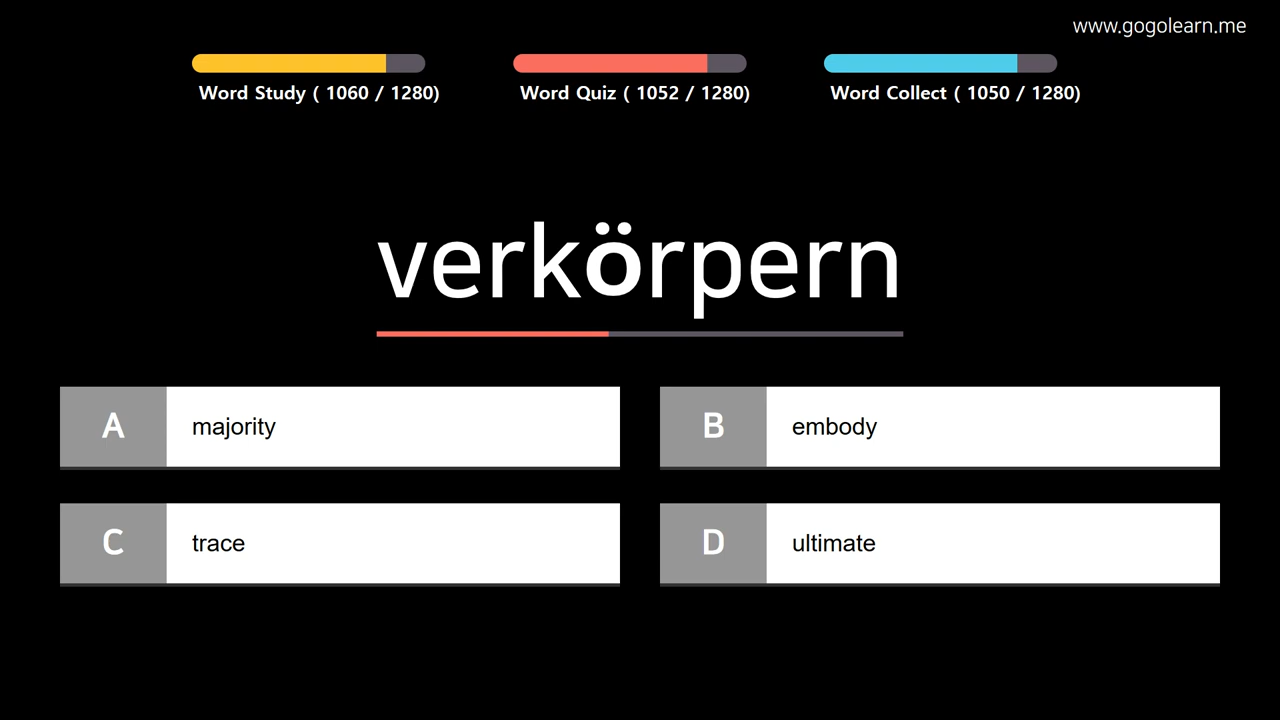 www.gogolearn.me
Word Study ( 1060 / 1280)
Word Quiz ( 1052 / 1280)
Word Collect ( 1050 / 1280)
verkörpern
A majority
B embody
C trace
D ultimate